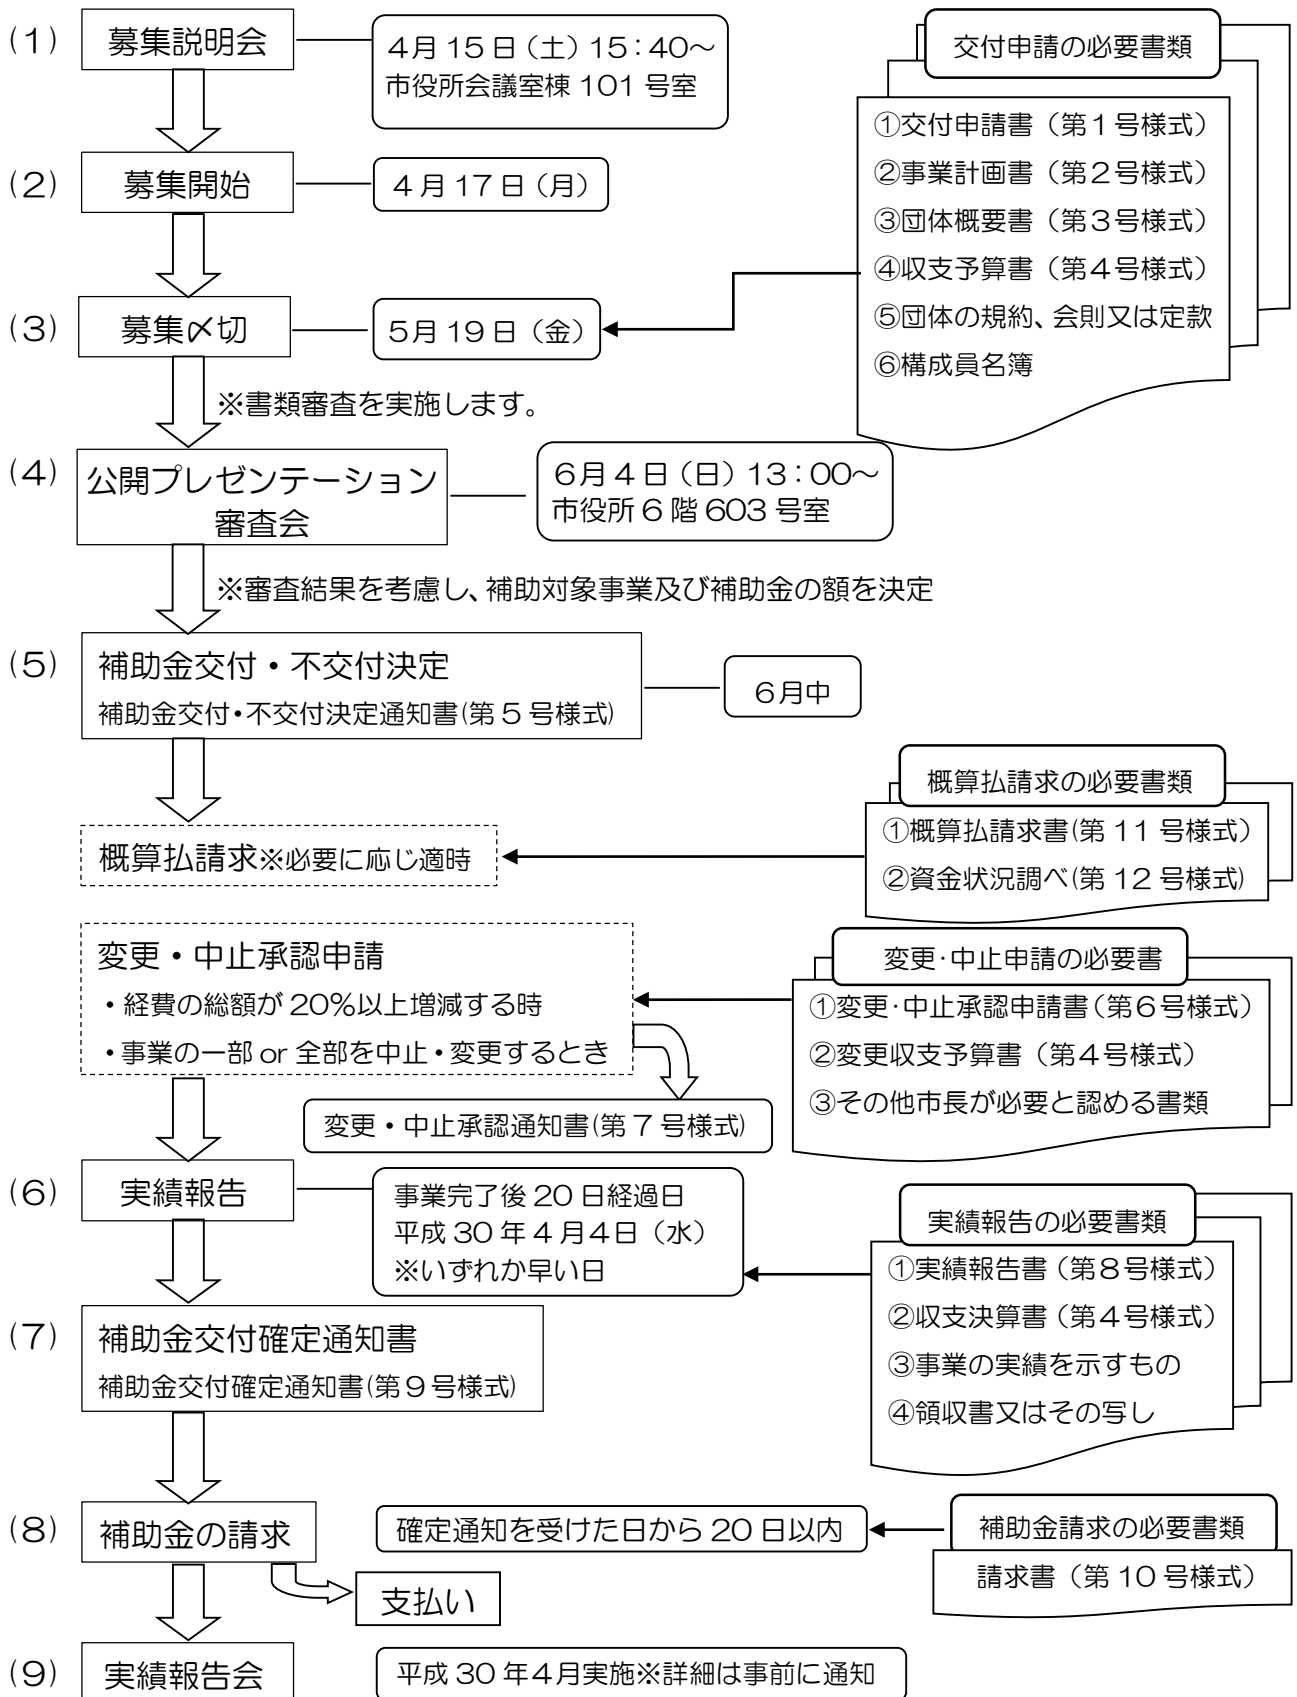 (1) 募集説明会
4月15日（土）15：40～
市役所会議室棟101号室
交付申請の必要書類
①交付申請書（第1号様式）
②事業計画書（第2号様式）
③団体概要書（第3号様式）
④収支予算書（第4号様式）
⑤団体の規約、会則又は定款
⑥構成員名簿
(2) 募集開始
4月17日（月）
(3) 募集〆切
5月19日（金）
※書類審査を実施します。
(4) 公開プレゼンテーション
審査会
6月4日（日）13：00～
市役所6階603号室
※審査結果を考慮し、補助対象事業及び補助金の額を決定
(5) 補助金交付・不交付決定
補助金交付・不交付決定通知書(第5号様式)
6月中
概算払請求の必要書類
①概算払請求書(第11号様式)
②資金状況調べ(第12号様式)
概算払請求※必要に応じ適時
変更・中止承認申請
・経費の総額が20％以上増減する時
・事業の一部or全部を中止・変更するとき
変更･中止申請の必要書
①変更･中止承認申請書（第6号様式）
②変更収支予算書（第4号様式）
③その他市長が必要と認める書類
変更・中止承認通知書(第7号様式)
(6) 実績報告
事業完了後20日経過日
平成30年4月4日（水）
※いずれか早い日
実績報告の必要書類
①実績報告書（第8号様式）
②収支決算書（第4号様式）
③事業の実績を示すもの
④領収書又はその写し
(7) 補助金交付確定通知書
補助金交付確定通知書(第9号様式)
(8) 補助金の請求
確定通知を受けた日から20日以内
補助金請求の必要書類
請求書（第10号様式）
支払い
(9) 実績報告会
平成30年4月実施※詳細は事前に通知